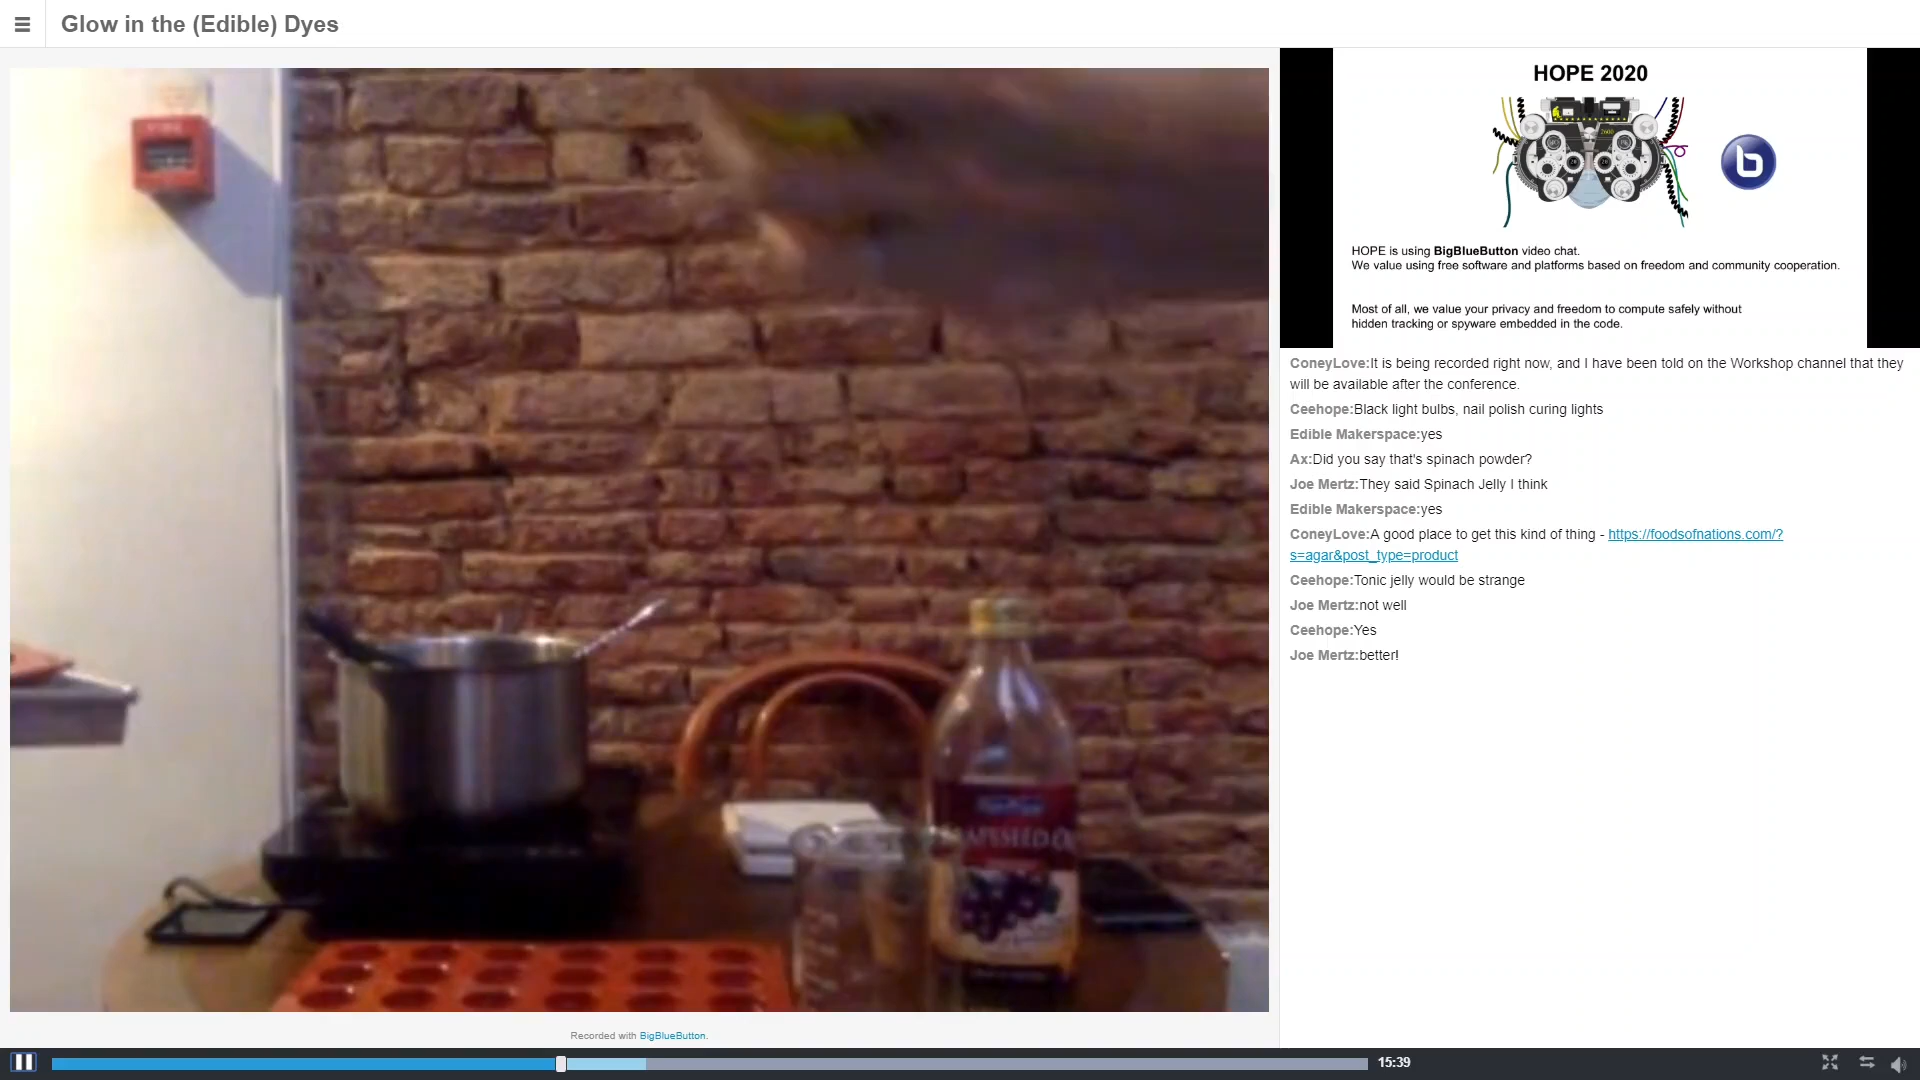 Glow in the (Edible) Dyes
HOPE 2020
2600
HOPE is using BigBlueButton video chat.
We value using free software and platforms based on freedom and community cooperation.
Most of all, we value your privacy and freedom to compute safely without
hidden tracking or spyware embedded in the code.
ConeyLove:It is being recorded right now, and I have been told on the Workshop channel that they
will be available after the conference.
Ceehope:Black light bulbs, nail polish curing lights
Edible Makerspace:yes
Ax:Did you say that's spinach powder?
Joe Mertz:They said Spinach Jelly I think
Edible Makerspace:yes
ConeyLove:A good place to get this kind of thing - https://foodsofnations.com/?
s=agar&post_type=product
Ceehope:Tonic jelly would be strange
Joe Mertz:not well
Ceehope:Yes
Joe Mertz:better!
Recorded with BigBlueButton.
15:39